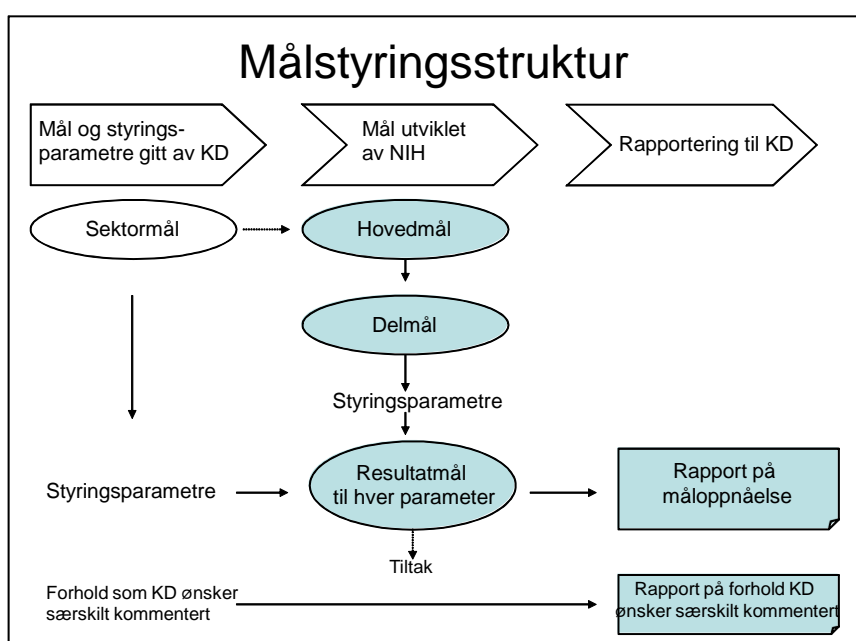 Målstyringsstruktur
Mål og styrings-
parametre gitt av KD
Mål utviklet
av NIH
Rapportering til KD
Sektormål
Hovedmål
Delmål
Styringsparametre
Styringsparametre
Resultatmål
til hver parameter
Rapport på
måloppnåelse
Tiltak
Forhold som KD ønsker
særskilt kommentert
Rapport på forhold KD
ønsker særskilt kommentert